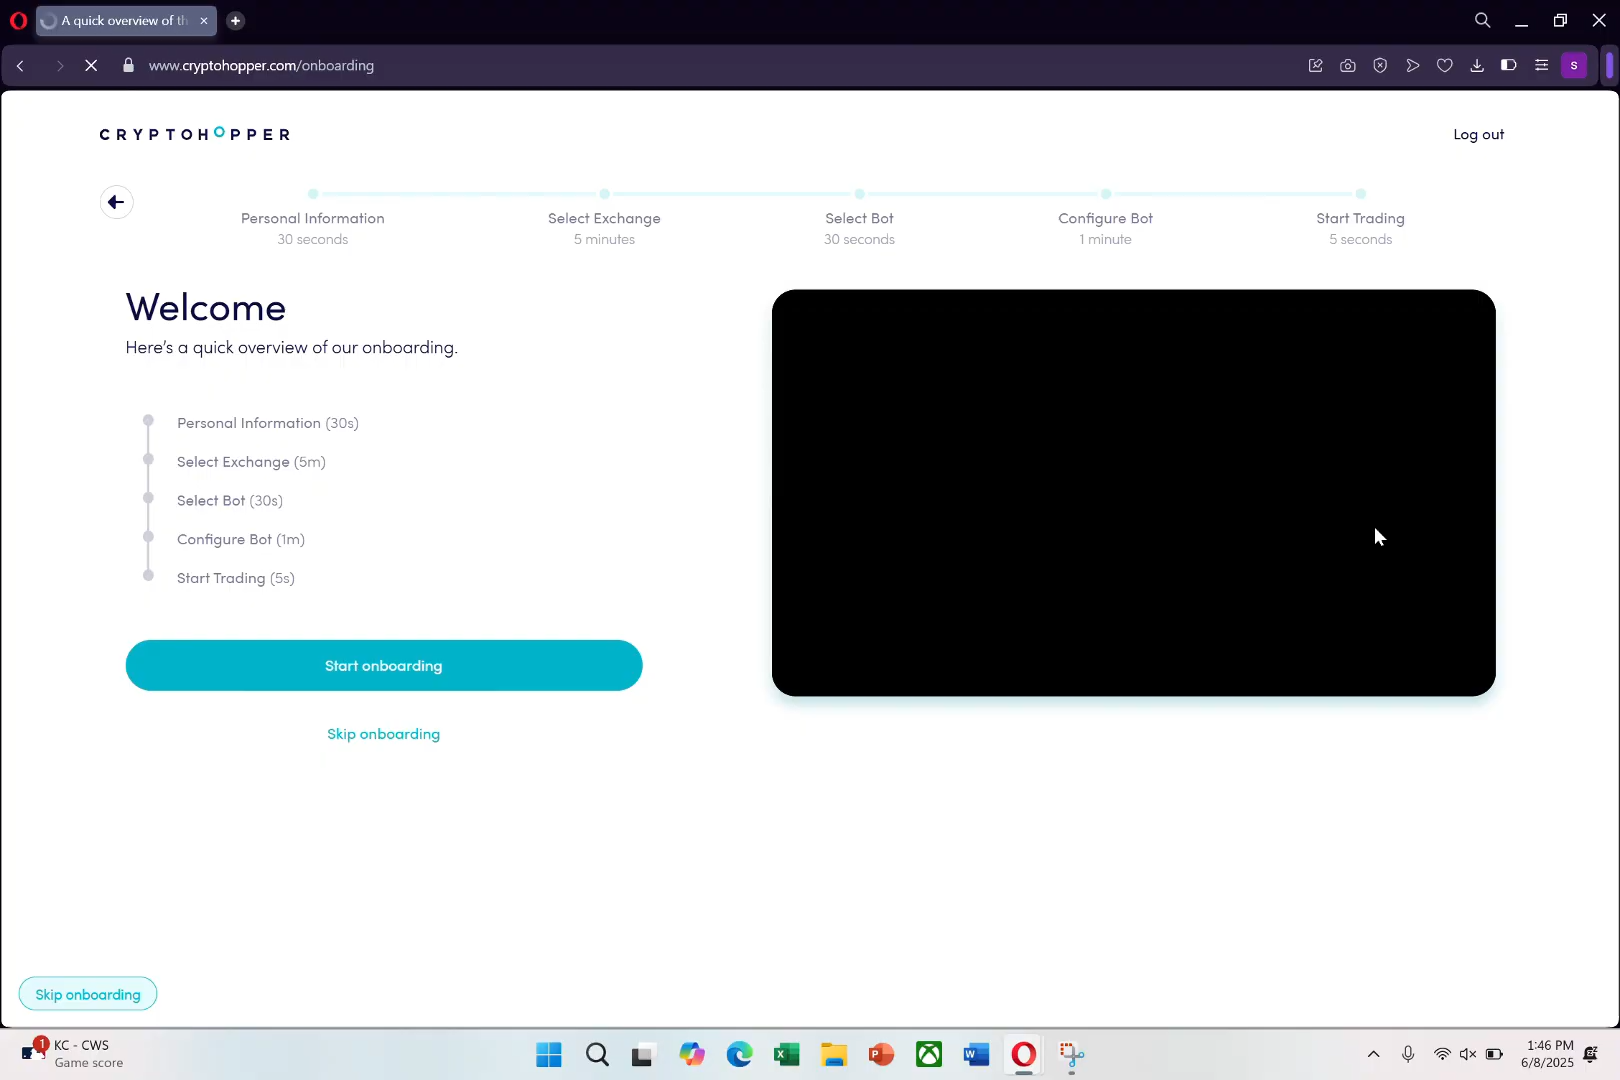 A quick overview of th
www.cryptohopper.com/onboarding
S
CRYPTOHOPPER
Log out
Personal Information
30 seconds
Select Exchange
5 minutes
Select Bot
30 seconds
Configure Bot
1 minute
Start Trading
5 seconds
Welcome
Here's a quick overview of our onboarding.
Personal Information (30s)
Select Exchange (5m)
Select Bot (30s)
Configure Bot (1m)
Start Trading (5s)
Start onboarding
Skip onboarding
Skip onboarding
1
KC - CWS
Game score
1:46 PM
6/8/2025